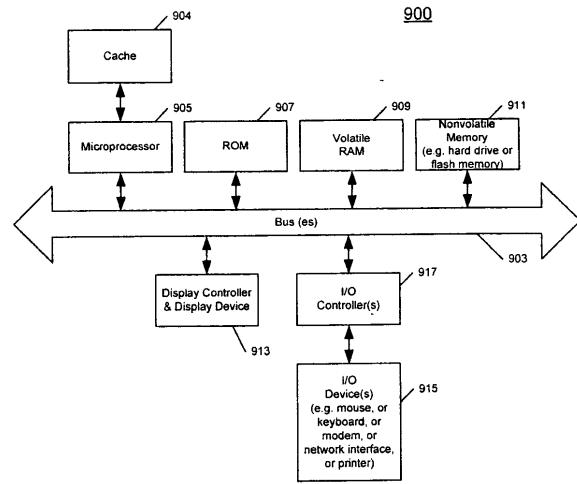 900
904
Cache
905
907
909
911
Microprocessor
ROM
Volatile
RAM
Nonvolatile
Memory
(e.g. hard drive or
flash memory)
Bus (es)
903
Display Controller
& Display Device
913
917
I/O
Controller(s)
I/O
Device(s)
(e.g. mouse, or
keyboard, or
modem, or
network interface,
or printer)
915